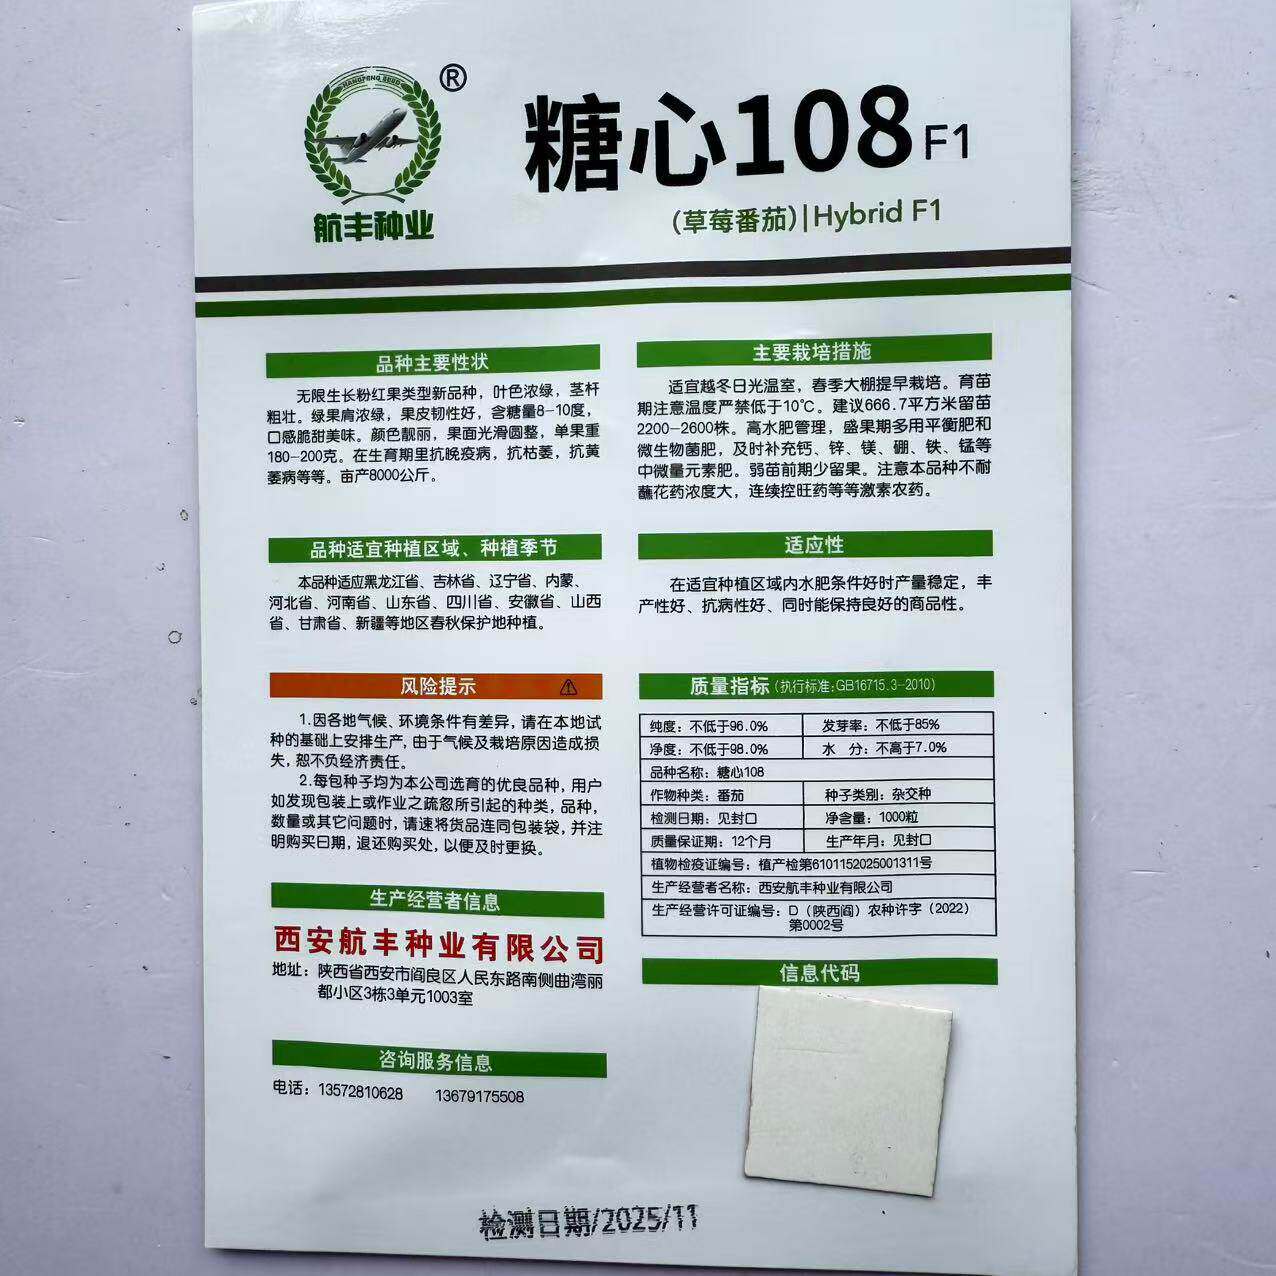 HANGFENG SEED
®
航丰种业
糖心108 F1
(草莓番茄)|Hybrid F1
品种主要性状
无限生长粉红果类型新品种，叶色浓绿，茎秆
粗壮。绿果肩浓绿，果皮韧性好，含糖量8-10度，
口感脆甜美味。颜色靓丽，果面光滑圆整，单果重
180-200克。在生育期里抗晚疫病，抗枯萎，抗黄
萎病等等。亩产8000公斤。
主要栽培措施
适宜越冬日光温室，春季大棚提早栽培。育苗
期注意温度严禁低于10℃。建议666.7平方米留苗
2200-2600株。高水肥管理，盛果期多用平衡肥和
微生物菌肥，及时补充钙、锌、镁、硼、铁、锰等
中微量元素肥。弱苗前期少留果。注意本品种不耐
蘸花药浓度大，连续控旺药等等激素农药。
品种适宜种植区域、种植季节
本品种适应黑龙江省、吉林省、辽宁省、内蒙、
河北省、河南省、山东省、四川省、安徽省、山西
省、甘肃省、新疆等地区春秋保护地种植。
适应性
在适宜种植区域内水肥条件好时产量稳定，丰
产性好、抗病性好、同时能保持良好的商品性。
风险提示
1.因各地气候、环境条件有差异，请在本地试
种的基础上安排生产，由于气候及栽培原因造成损
失，恕不负经济责任。
2.每包种子均为本公司选育的优良品种，用户
如发现包装上或作业之疏忽所引起的种类，品种，
数量或其它问题时，请速将货品连同包装袋，并注
明购买日期，退还购买处，以便及时更换。
质量指标(执行标准:GB16715.3-2010)
纯度：不低于96.0% 发芽率：不低于85%
净度：不低于98.0% 水 分：不高于7.0%
品种名称：糖心108
作物种类：番茄 种子类别：杂交种
检测日期：见封口 净含量：1000粒
质量保证期：12个月 生产年月：见封口
植物检疫证编号：植产检第6101152025001311号
生产经营者名称：西安航丰种业有限公司
生产经营许可证编号：D（陕西阎）农种许字（2022）
第0002号
生产经营者信息
西安航丰种业有限公司
地址：陕西省西安市阎良区人民东路南侧曲湾丽
都小区3栋3单元1003室
信息代码
咨询服务信息
电话：13572810628 13679175508
检测日期/2025/11